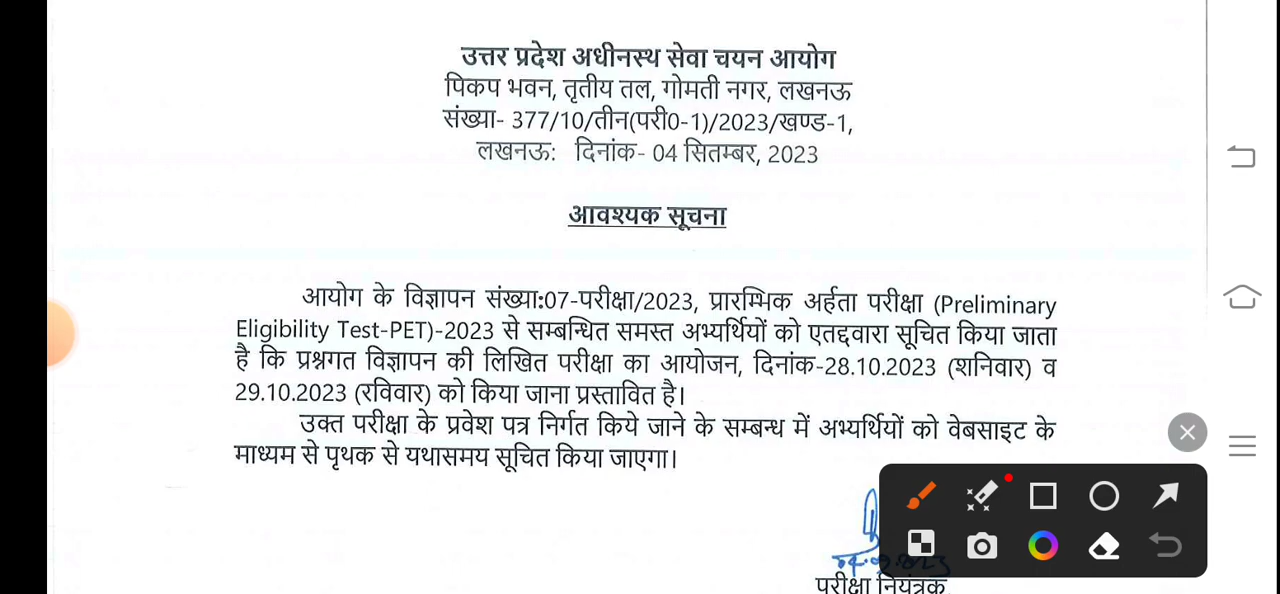 उत्तर प्रदेश अधीनस्थ सेवा चयन आयोग
पिकप भवन, तृतीय तल, गोमती नगर, लखनऊ
संख्या- 377/10/तीन(परी0-1)/2023/खण्ड-1,
लखनऊ: दिनांक- 04 सितम्बर, 2023
आवश्यक सूचना
आयोग के विज्ञापन संख्या:07-परीक्षा/2023, प्रारम्भिक अर्हता परीक्षा (Preliminary
Eligibility Test-PET)-2023 से सम्बन्धित समस्त अभ्यर्थियों को एतद्दवारा सूचित किया जाता
है कि प्रश्नगत विज्ञापन की लिखित परीक्षा का आयोजन, दिनांक-28.10.2023 (शनिवार) व
29.10.2023 (रविवार) को किया जाना प्रस्तावित है।
उक्त परीक्षा के प्रवेश पत्र निर्गत किये जाने के सम्बन्ध में अभ्यर्थियों को वेबसाइट के
माध्यम से पृथक से यथासमय सूचित किया जाएगा।
परीक्षा नियंत्रक